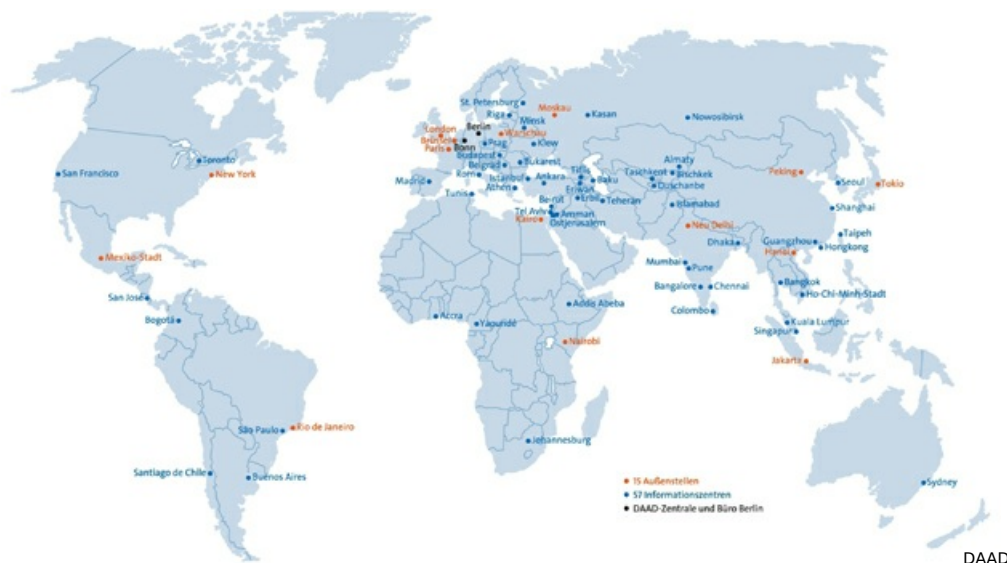 St. Petersburg
Moskau
Kasan
Nowosibirsk
Riga
Minsk
London
Berlin
Warschau
Brüssel
Bonn
Prag
Kiew
Paris
Budapest
Belgrad
Bukarest
Toronto
San Francisco
New York
Madrid
Rom
Istanbul
Ankara
Tiflis
Baku
Athen
Eriwan
Tunis
Erbil
Teheran
Almaty
Taschkent
Bischkek
Duschanbe
Islamabad
Peking
Seoul
Tokio
Shanghai
Beirut
Tel Aviv
Amman
Kairo
Ostjerusalem
Neu Delhi
Dhaka
Guangzhou
Taipeh
Hongkong
Hanoi
Mexiko-Stadt
Mumbai
Pune
Bangkok
Bangalore
Chennai
Ho-Chi-Minh-Stadt
San José
Bogotá
Accra
Yaoundé
Addis Abeba
Colombo
Kuala Lumpur
Singapur
Nairobi
Jakarta
São Paulo
Rio de Janeiro
Johannesburg
Santiago de Chile
Buenos Aires
Sydney
15 Außenstellen
57 Informationszentren
DAAD-Zentrale und Büro Berlin
DAAD